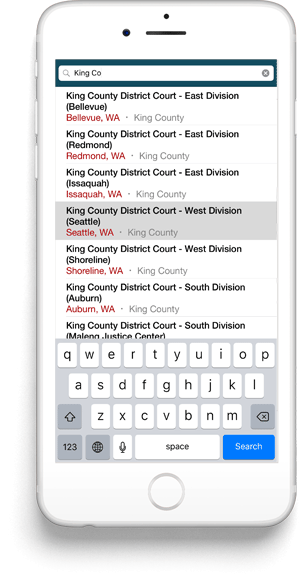 King Co
King County District Court - East Division
(Bellevue)
Bellevue, WA · King County
King County District Court - East Division
(Redmond)
Redmond, WA · King County
King County District Court - East Division
(Issaquah)
Issaquah, WA · King County
King County District Court - West Division
(Seattle)
Seattle, WA · King County
King County District Court - West Division
(Shoreline)
Shoreline, WA · King County
King County District Court - South Division
(Auburn)
Auburn, WA · King County
King County District Court - South Division
(Maleng Justice Center)
q w e r t y u i o p
a s d f g h j k l
z x c v b n m
123 space Search